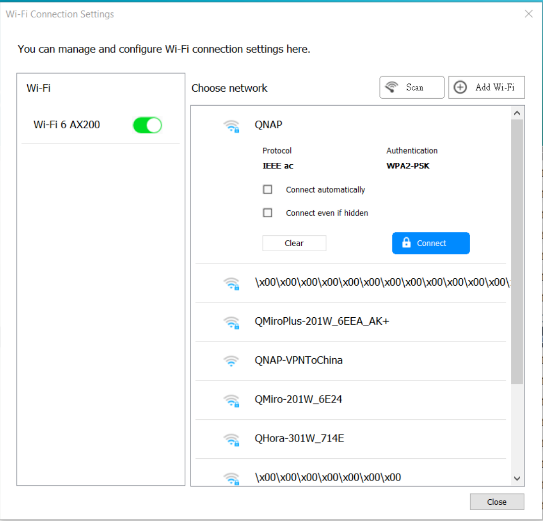 Wi-Fi Connection Settings
You can manage and configure Wi-Fi connection settings here.
Wi-Fi
Wi-Fi 6 AX200
Choose network
Scan
Add Wi-Fi
QNAP
Protocol
Authentication
IEEE ac
WPA2-PSK
Connect automatically
Connect even if hidden
Clear
Connect
\x00\x00\x00\x00\x00\x00\x00\x00\x00\x00\x00\x00\x00\
QMiroPlus-201W_6EEA_AK+
QNAP-VPNToChina
QMiro-201W_6E24
QHora-301W_714E
\x00\x00\x00\x00\x00\x00\x00
Close